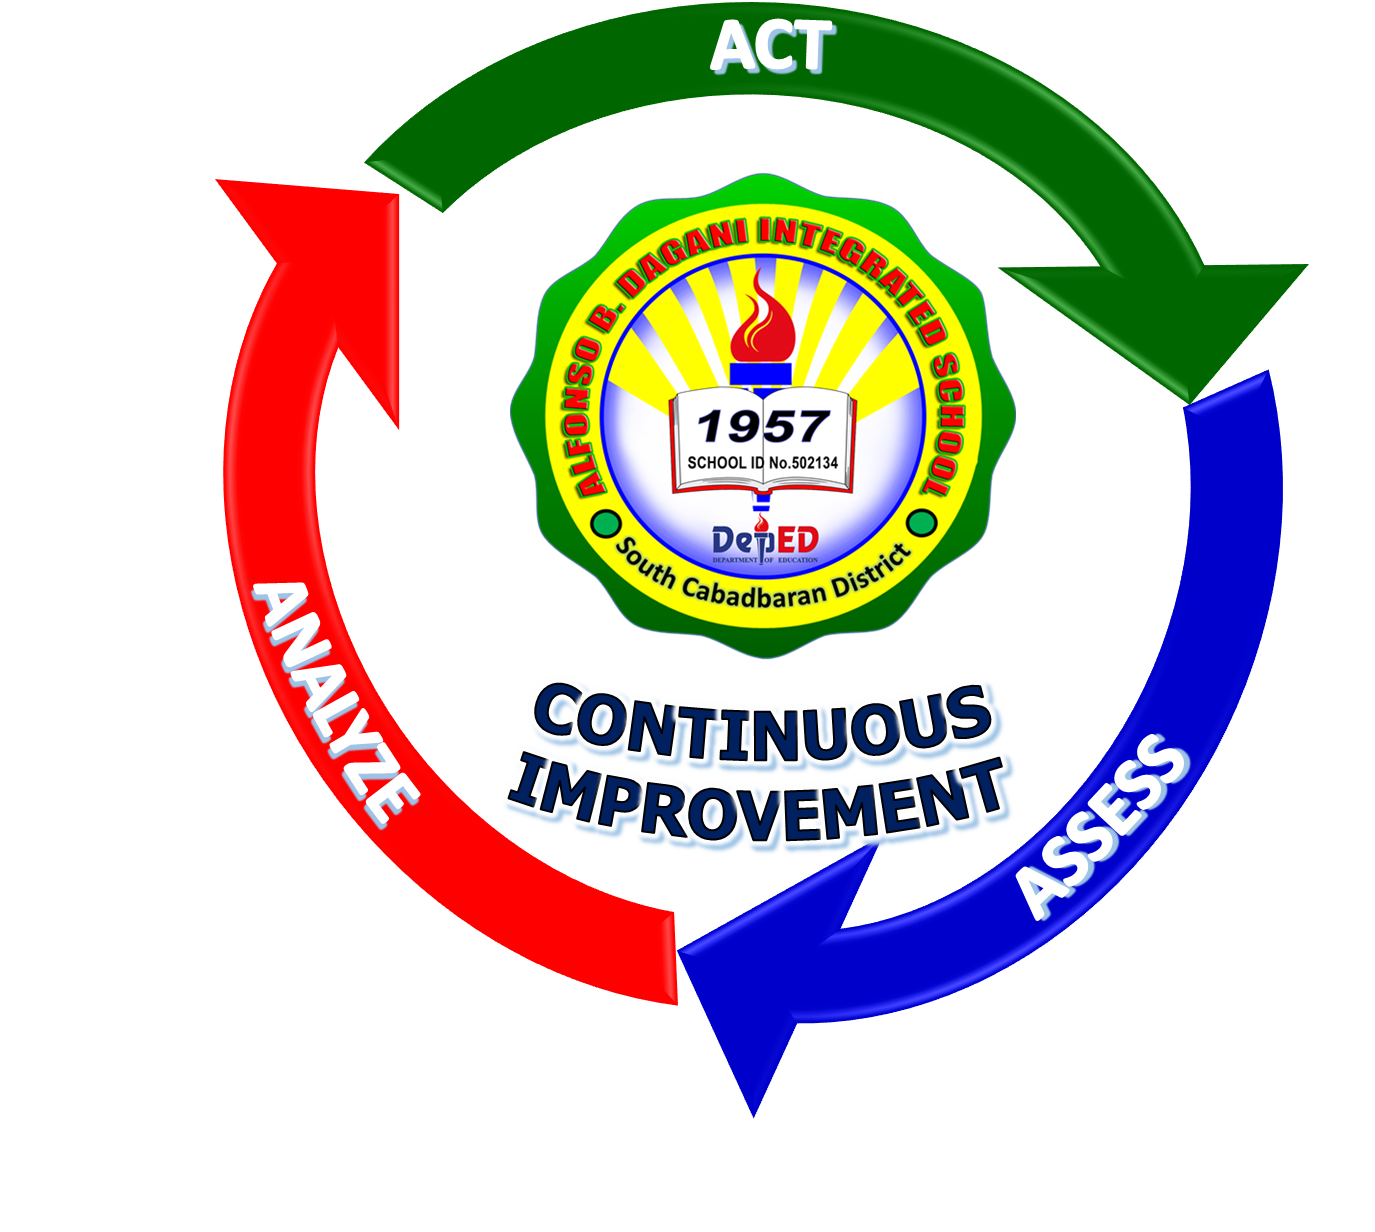 ACT
ALFONSO B. DAGANI INTEGRATED SCHOOL
1957
SCHOOL ID No.502134
DepED
DEPARTMENT OF EDUCATION
South Cabadbaran District
ANALYZE
CONTINUOUS
IMPROVEMENT
ASSESS